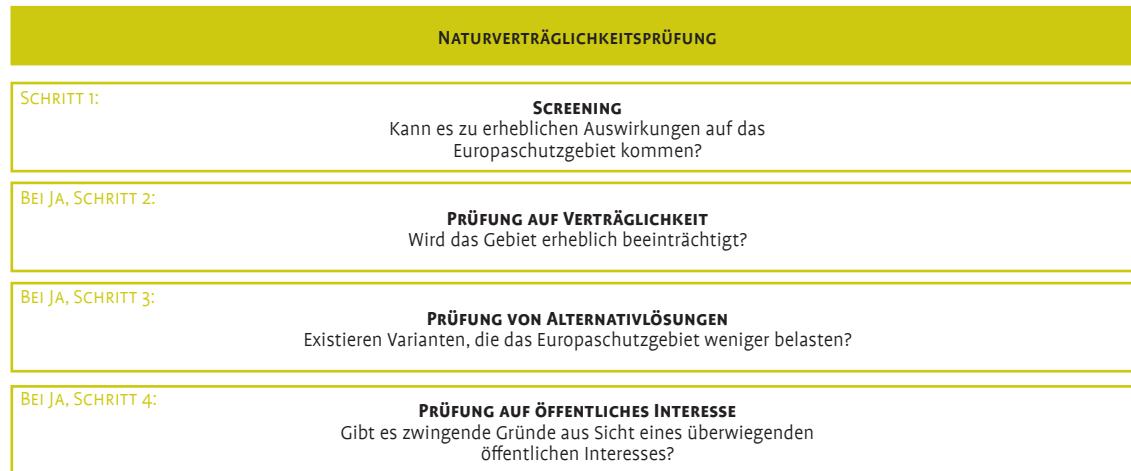 Naturverträglichkeitsprüfung
Schritt 1:
Screening
Kann es zu erheblichen Auswirkungen auf das
Europaschutzgebiet kommen?
Bei Ja, Schritt 2:
Prüfung auf Verträglichkeit
Wird das Gebiet erheblich beeinträchtigt?
Bei Ja, Schritt 3:
Prüfung von Alternativlösungen
Existieren Varianten, die das Europaschutzgebiet weniger belasten?
Bei Ja, Schritt 4:
Prüfung auf öffentliches Interesse
Gibt es zwingende Gründe aus Sicht eines überwiegenden
öffentlichen Interesses?